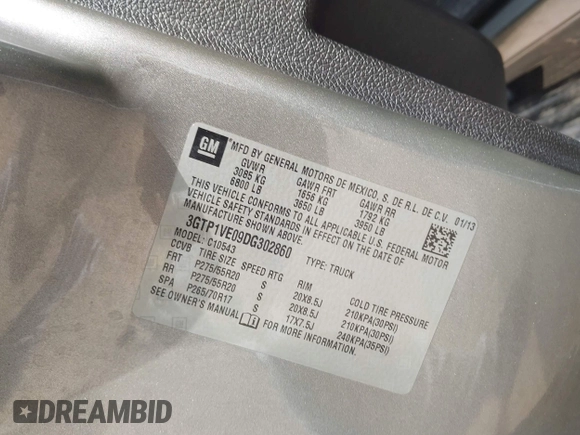 GM
*MFD BY GENERAL MOTORS DE MEXICO, S. DE R.L. DE C.V. 01/13
GVWR GAWR FRT GAWR RR
3085 KG 1656 KG 1792 KG
6800 LB 3650 LB 3950 LB
THIS VEHICLE CONFORMS TO ALL APPLICABLE U.S. FEDERAL MOTOR
VEHICLE SAFETY STANDARDS IN EFFECT ON THE DATE OF
MANUFACTURE SHOWN ABOVE.
3GTP1VE09DG302860 TYPE: TRUCK
MODEL: C10543
CCVB TIRE SIZE SPEED RTG RIM COLD TIRE PRESSURE
FRT P275/55R20 S 20X8.5J 210KPA(30PSI)
RR P275/55R20 S 20X8.5J 210KPA(30PSI)
SPA P265/70R17 S 17X7.5J 240KPA(35PSI)
SEE OWNER'S MANUAL FOR MORE INFORMATION.
DREAMBID